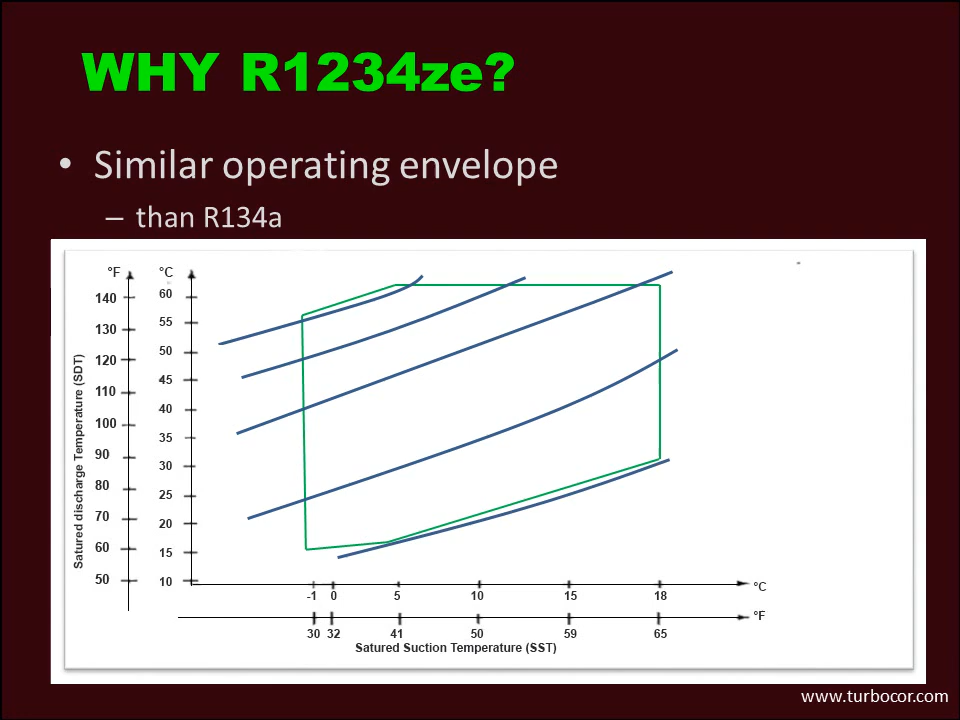 WHY R1234ze?
• Similar operating envelope
– than R134a
°F °C
140 60
130 55
120 50
110 45
100 40
90 35
80 30
70 25
60 20
50 15
10
Satured discharge Temperature (SDT)
-1 0 5 10 15 18 °C
°F
30 32 41 50 59 65
Satured Suction Temperature (SST)
www.turbocor.com